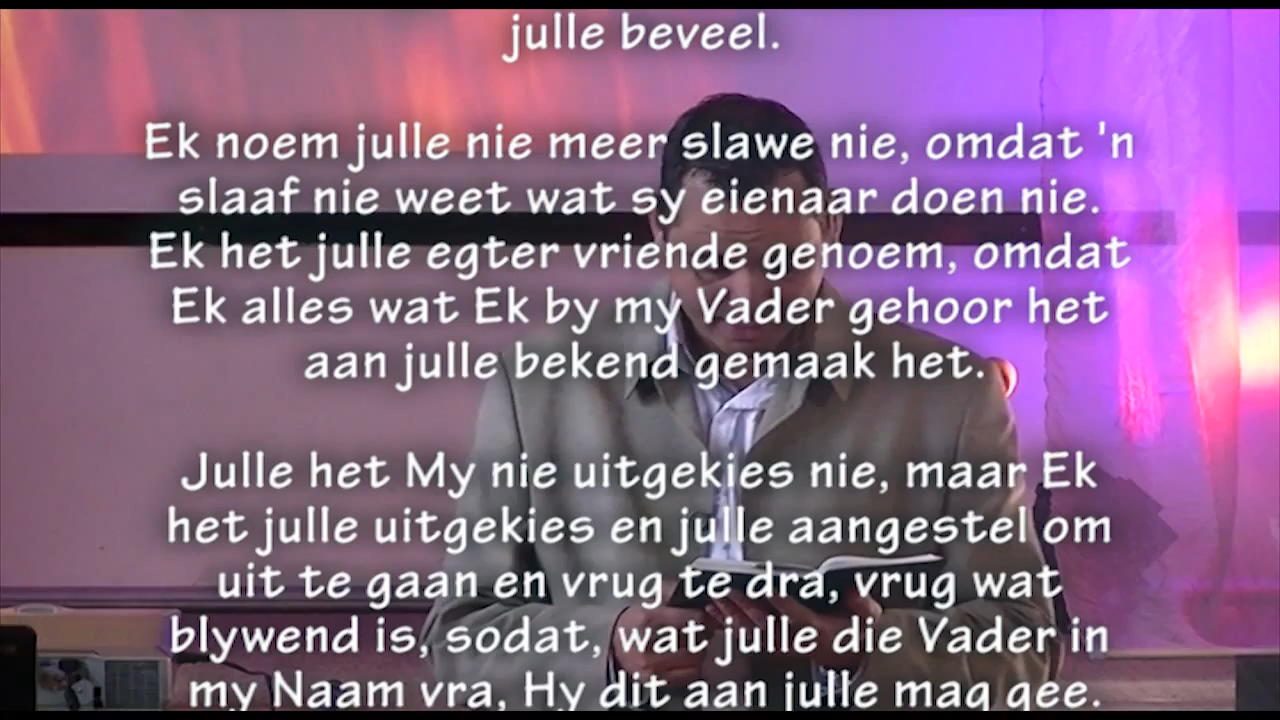 julle beveel.
Ek noem julle nie meer slawe nie, omdat 'n
slaaf nie weet wat sy eienaar doen nie.
Ek het julle egter vriende genoem, omdat
Ek alles wat Ek by my Vader gehoor het
aan julle bekend gemaak het.
Julle het My nie uitgekies nie, maar Ek
het julle uitgekies en julle aangestel om
uit te gaan en vrug te dra, vrug wat
blywend is, sodat, wat julle die Vader in
my Naam vra, Hy dit aan julle mag gee.